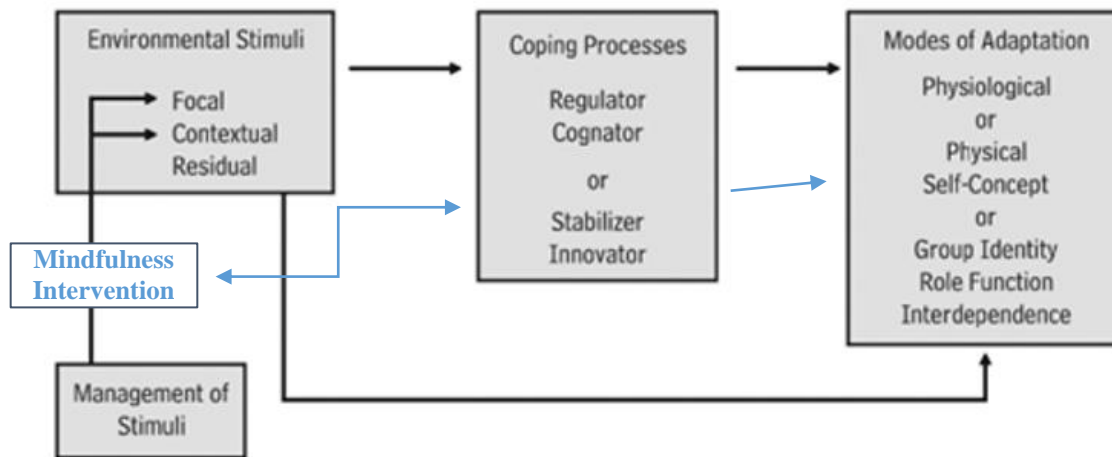 Environmental Stimuli
Focal
Contextual
Residual
Mindfulness
Intervention
Management of
Stimuli
Coping Processes
Regulator
Cognator
or
Stabilizer
Innovator
Modes of Adaptation
Physiological
or
Physical
Self-Concept
or
Group Identity
Role Function
Interdependence